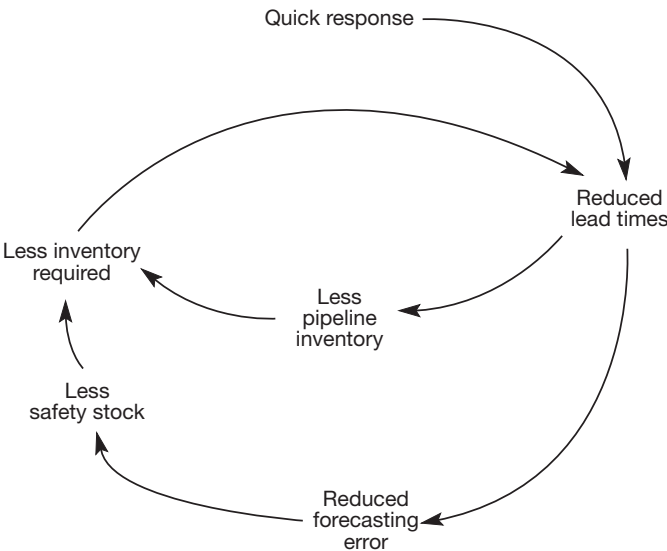 Quick response
Reduced
lead times
Less inventory
required
Less
pipeline
inventory
Less
safety stock
Reduced
forecasting
error